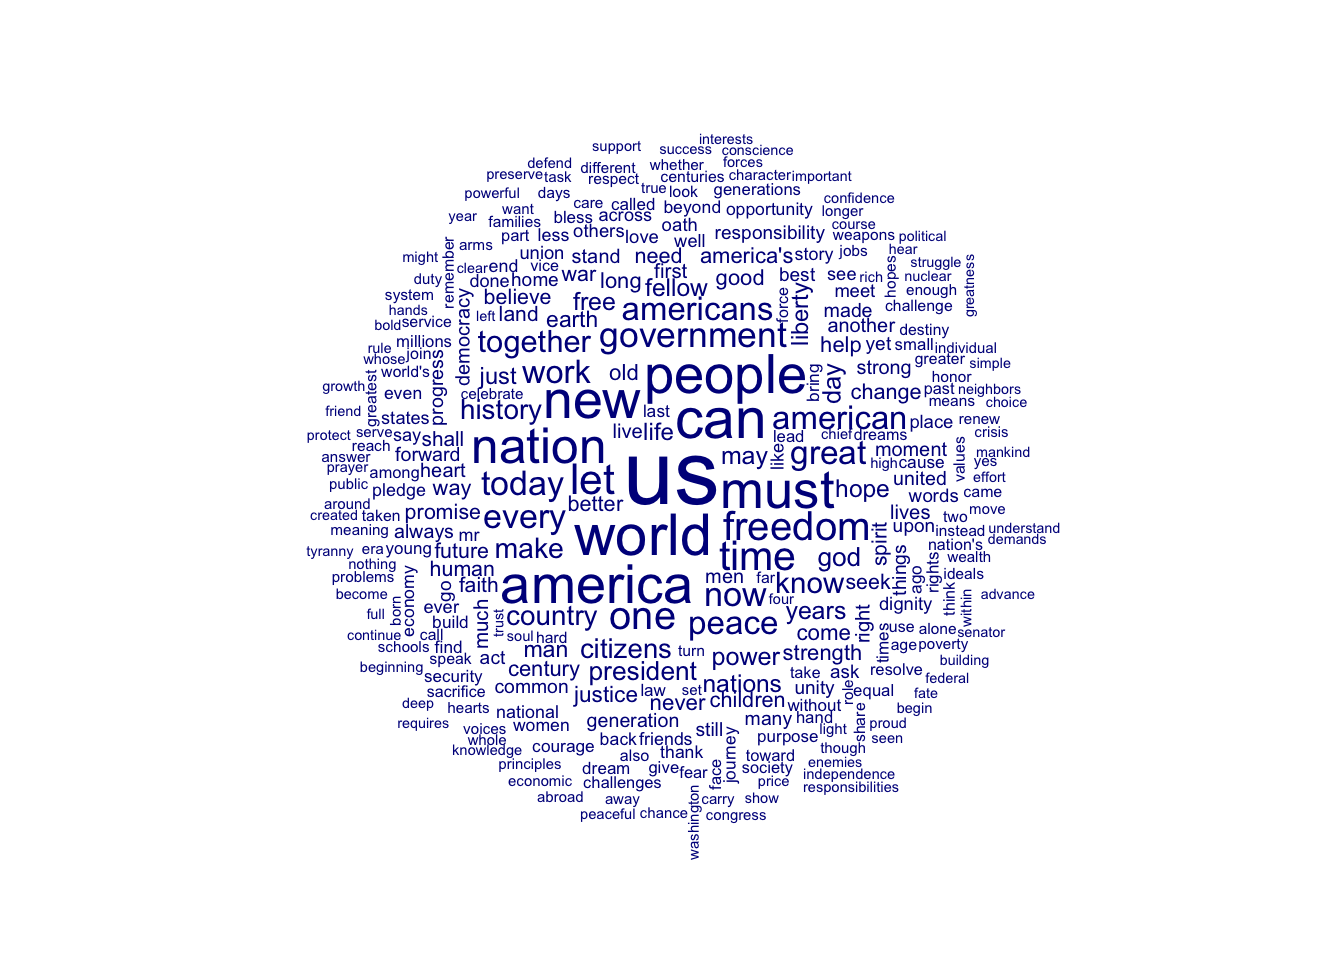 interests
support success conscience
defend different whether forces
preserve task respect true look centuries character important
powerful days care called beyond generations confidence
year want families bless across oath opportunity longer
part less others love well responsibility course weapons political
might arms union stand need america's story jobs hear struggle
remember clear end vice war long first good best see rich hopes nuclear greatness
duty done home fellow force meet enough
system believe free americans liberty made challenge
hands left land earth another destiny
bold service democracy together government help yet small individual
rule millions
whose joins world's just work old people bring day strong greater simple
growth greatest even progress celebrate change past honor neighbors
friend states history new last can american place means choice
protect serve say shall live life lead chief dreams renew crisis
reach forward nation us may like great moment values yes mankind
answer prayer among heart high cause effort
public pledge way today let must hope united words came
around better move
created taken promise every freedom lives upon two
meaning always mr world spirit instead understand demands
tyranny era young future make time god things nation's wealth
nothing problems human men far rights ideals
become economy go faith america now four know seek ago think within advance
full born ever much trust country one peace years right dignity
continue call build soul hard come times use alone senator
schools find man citizens turn power strength age poverty
beginning speak act building
security century president nations take ask resolve federal
sacrifice common justice law set unity role equal fate
deep hearts national never children without share begin
requires voices women generation still many hand light proud
whole courage back friends journey purpose though seen
knowledge also thank toward enemies
principles dream give fear face society independence
economic challenges price responsibilities
abroad away carry show
peaceful chance washington congress